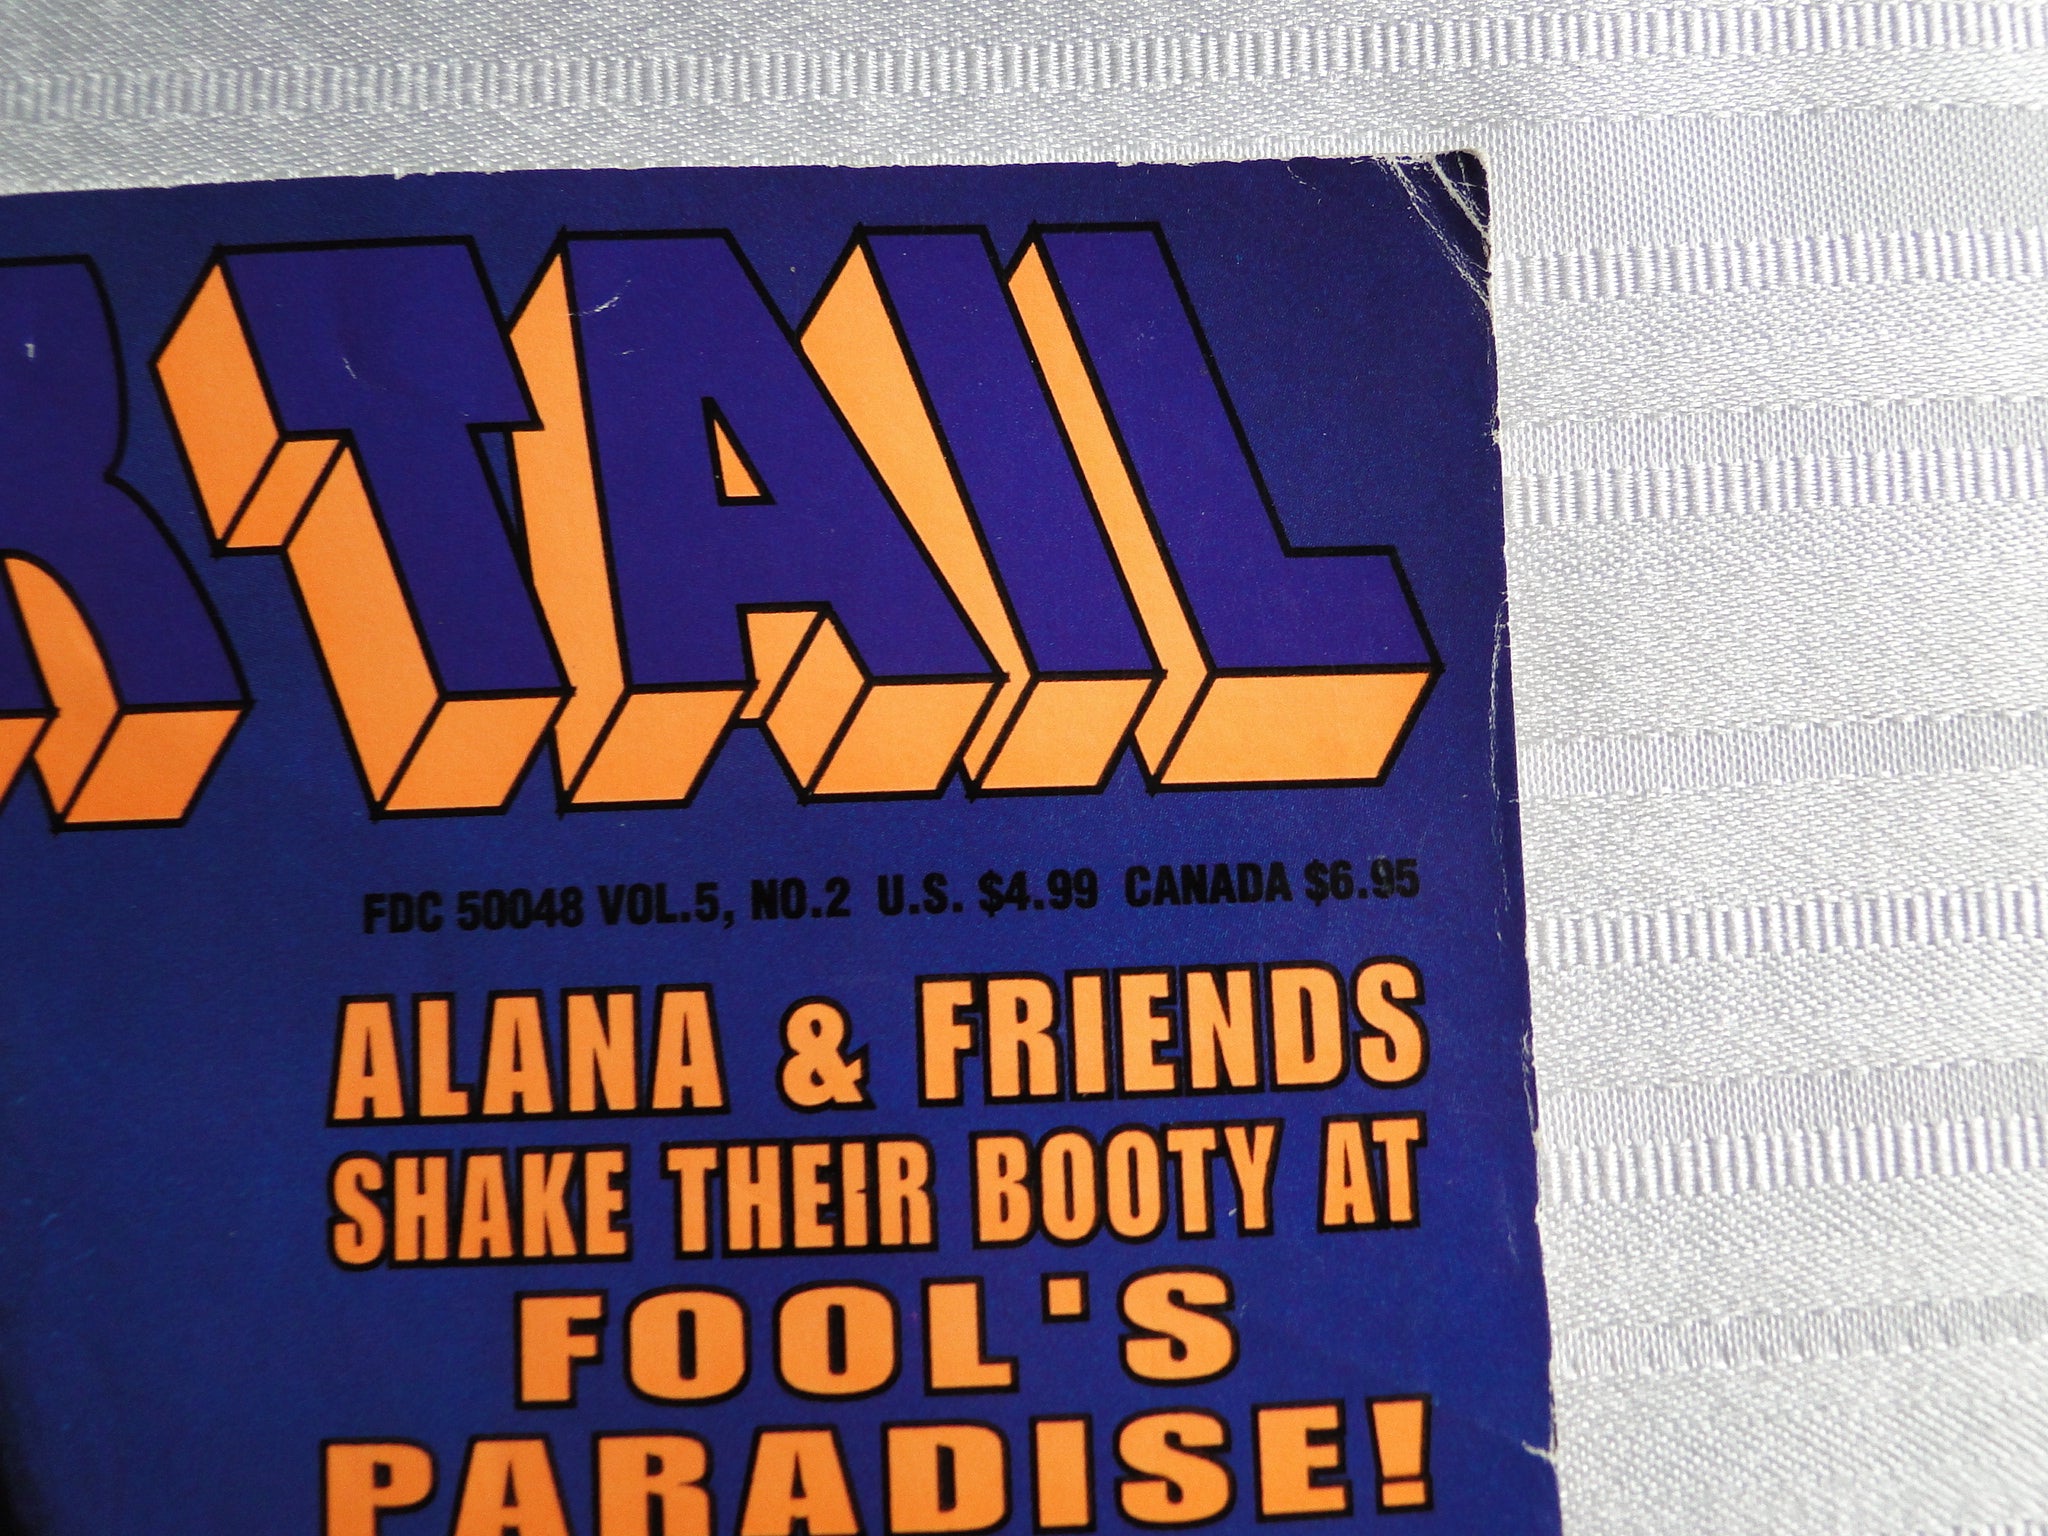 R TAIL
FDC 50048 VOL.5, NO.2 U.S. $4.99 CANADA $6.95
ALANA & FRIENDS
SHAKE THEIR BOOTY AT
FOOL'S
PARADISE!